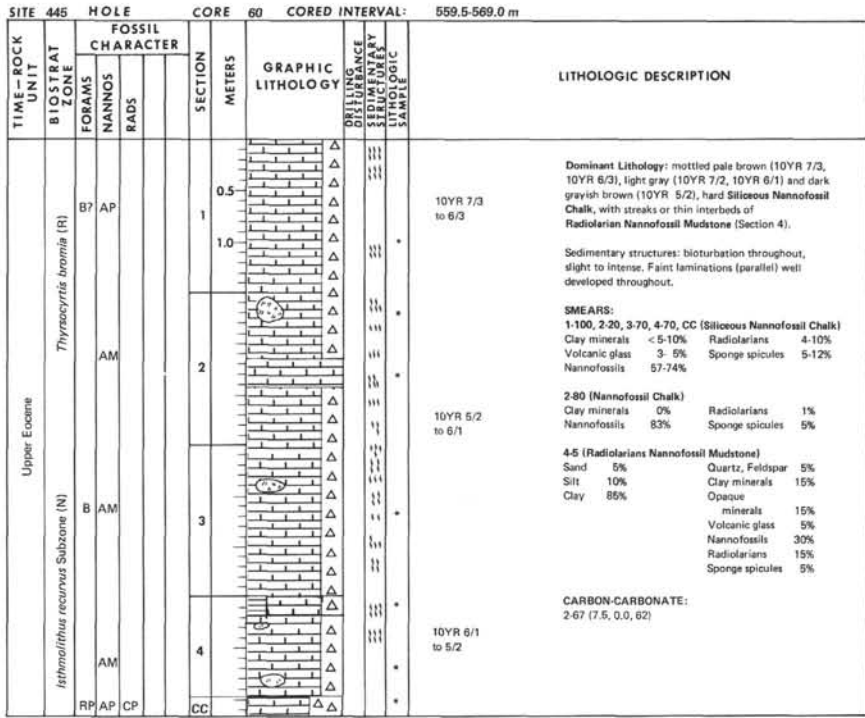 SITE 445 HOLE CORE 60 CORED INTERVAL: 559.5-569.0 m
TIME-ROCK UNIT
BIOSTRAT ZONE
FOSSIL CHARACTER
FORAMS
NANNOS
RADS
SECTION
METERS
GRAPHIC LITHOLOGY
DRILLING DISTURBANCE
SEDIMENTARY STRUCTURES
LITHOLOGIC SAMPLE
LITHOLOGIC DESCRIPTION
Upper Eocene
Thyrsocyrtis bromia (R)
Isthmolithus recurvus Subzone (N)
B? AP
AM
B AM
AM
RP AP CP
1
0.5
1.0
2
3
4
CC
*
*
*
*
*
*
*
10YR 7/3
to 6/3
10YR 5/2
to 6/1
10YR 6/1
to 5/2
Dominant Lithology: mottled pale brown (10YR 7/3,
10YR 6/3), light gray (10YR 7/2, 10YR 6/1) and dark
grayish brown (10YR 5/2), hard Siliceous Nannofossil
Chalk, with streaks or thin interbeds of
Radiolarian Nannofossil Mudstone (Section 4).
Sedimentary structures: bioturbation throughout,
slight to intense. Faint laminations (parallel) well
developed throughout.
SMEARS:
1-100, 2-20, 3-70, 4-70, CC (Siliceous Nannofossil Chalk)
Clay minerals <5-10% Radiolarians 4-10%
Volcanic glass 3- 5% Sponge spicules 5-12%
Nannofossils 57-74%
2-80 (Nannofossil Chalk)
Clay minerals 0% Radiolarians 1%
Nannofossils 83% Sponge spicules 5%
4-5 (Radiolarians Nannofossil Mudstone)
Sand 5% Quartz, Feldspar 5%
Silt 10% Clay minerals 15%
Clay 85% Opaque
minerals 15%
Volcanic glass 5%
Nannofossils 30%
Radiolarians 15%
Sponge spicules 5%
CARBON-CARBONATE:
2-67 (7.5, 0.0, 62)